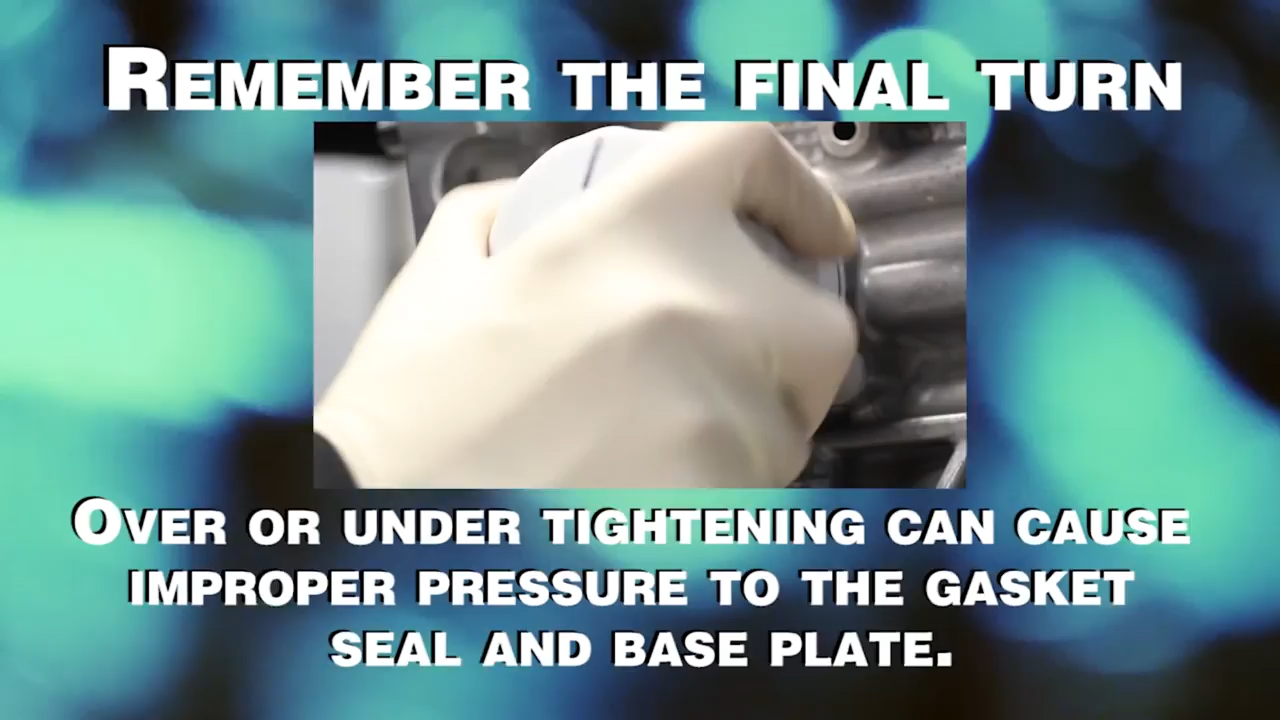 Remember the final turn
Over or under tightening can cause
improper pressure to the gasket
seal and base plate.